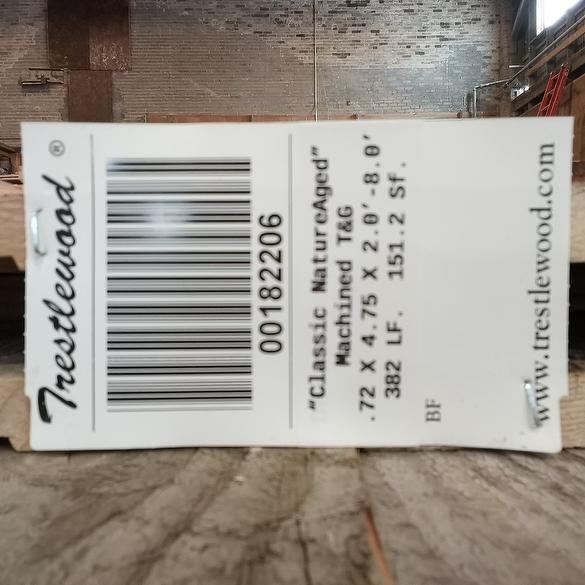 Trestlewood®
00182206
"Classic NatureAged"
Machined T&G
.72 X 4.75 X 2.0'-8.0'
382 LF. 151.2 Sf.
BF
www.trestlewood.com